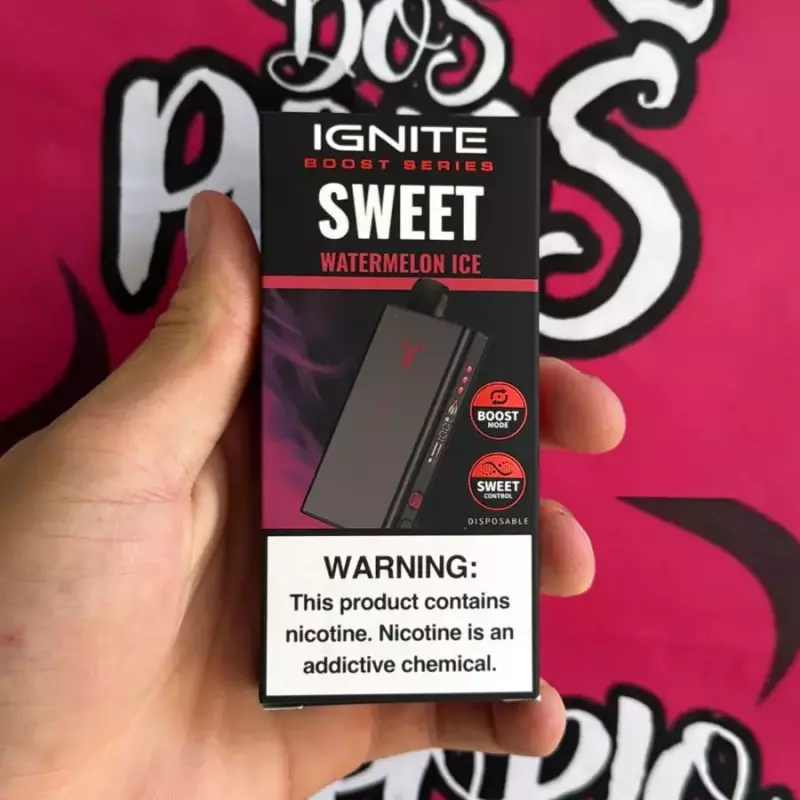 DOS
IGNITE
BOOST SERIES
SWEET
WATERMELON ICE
BOOST
MODE
SWEET
CONTROL
DISPOSABLE
WARNING:
This product contains
nicotine. Nicotine is an
addictive chemical.